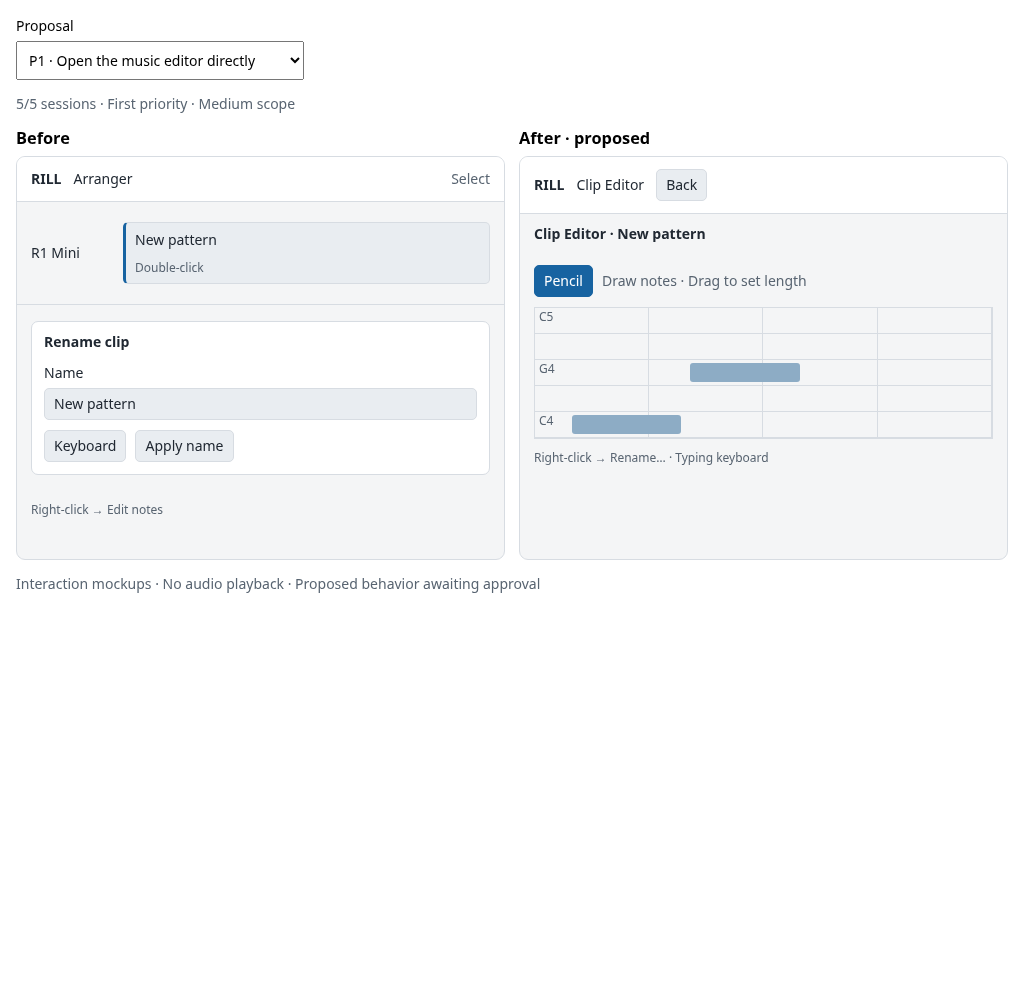 Proposal
P1 · Open the music editor directly
5/5 sessions · First priority · Medium scope
Before
RILL Arranger Select
R1 Mini
New pattern
Double-click
Rename clip
Name
New pattern
Keyboard Apply name
Right-click → Edit notes
After · proposed
RILL Clip Editor Back
Clip Editor · New pattern
Pencil Draw notes · Drag to set length
C5
G4
C4
Right-click → Rename... · Typing keyboard
Interaction mockups · No audio playback · Proposed behavior awaiting approval